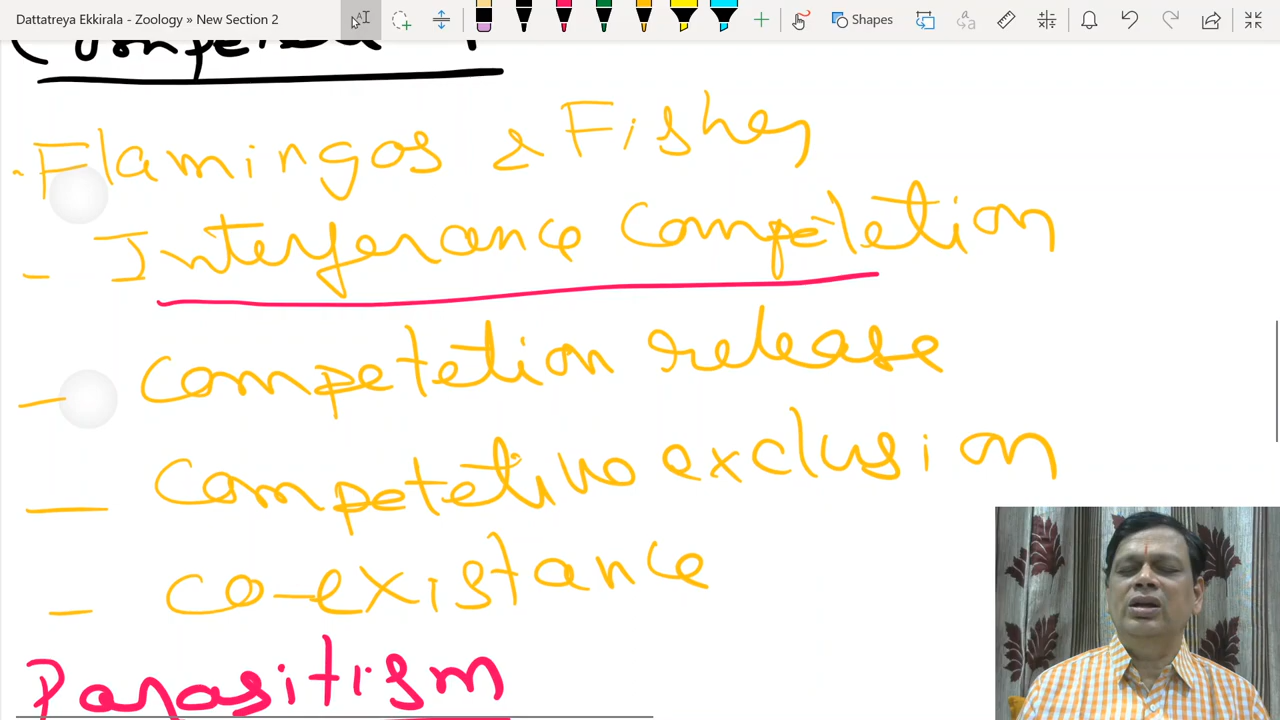 Dattatreya Ekkirala - Zoology » New Section 2
Shapes
· Flamingos & Fishes
- Interferance Competetion
- Competetion release
- Competetive exclusion
- Co-existance
Parasitism